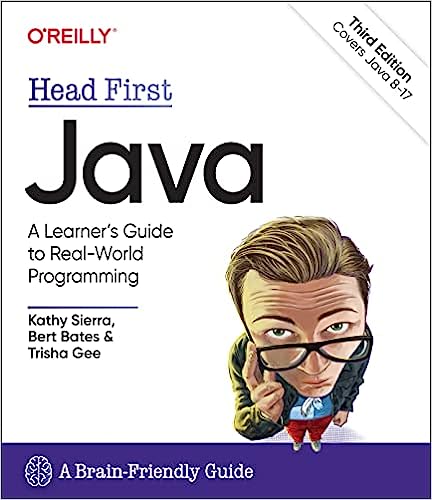 O'REILLY®
Third Edition
Covers Java 8-17
Head First
Java
A Learner's Guide
to Real-World
Programming
Kathy Sierra,
Bert Bates &
Trisha Gee
A Brain-Friendly Guide